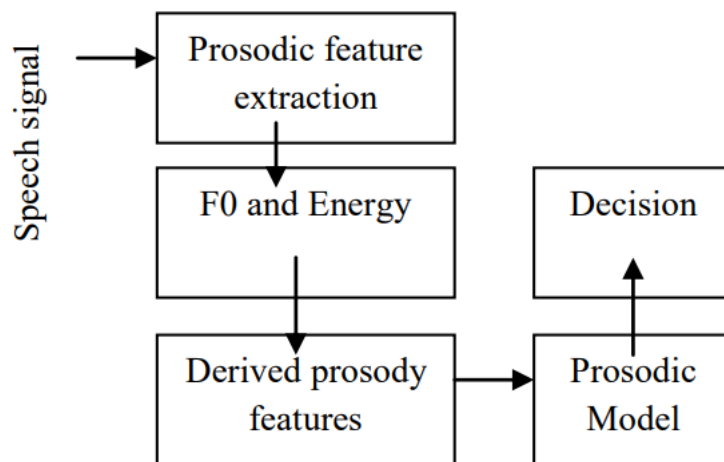 Speech signal
Prosodic feature
extraction
F0 and Energy
Decision
Derived prosody
features
Prosodic
Model